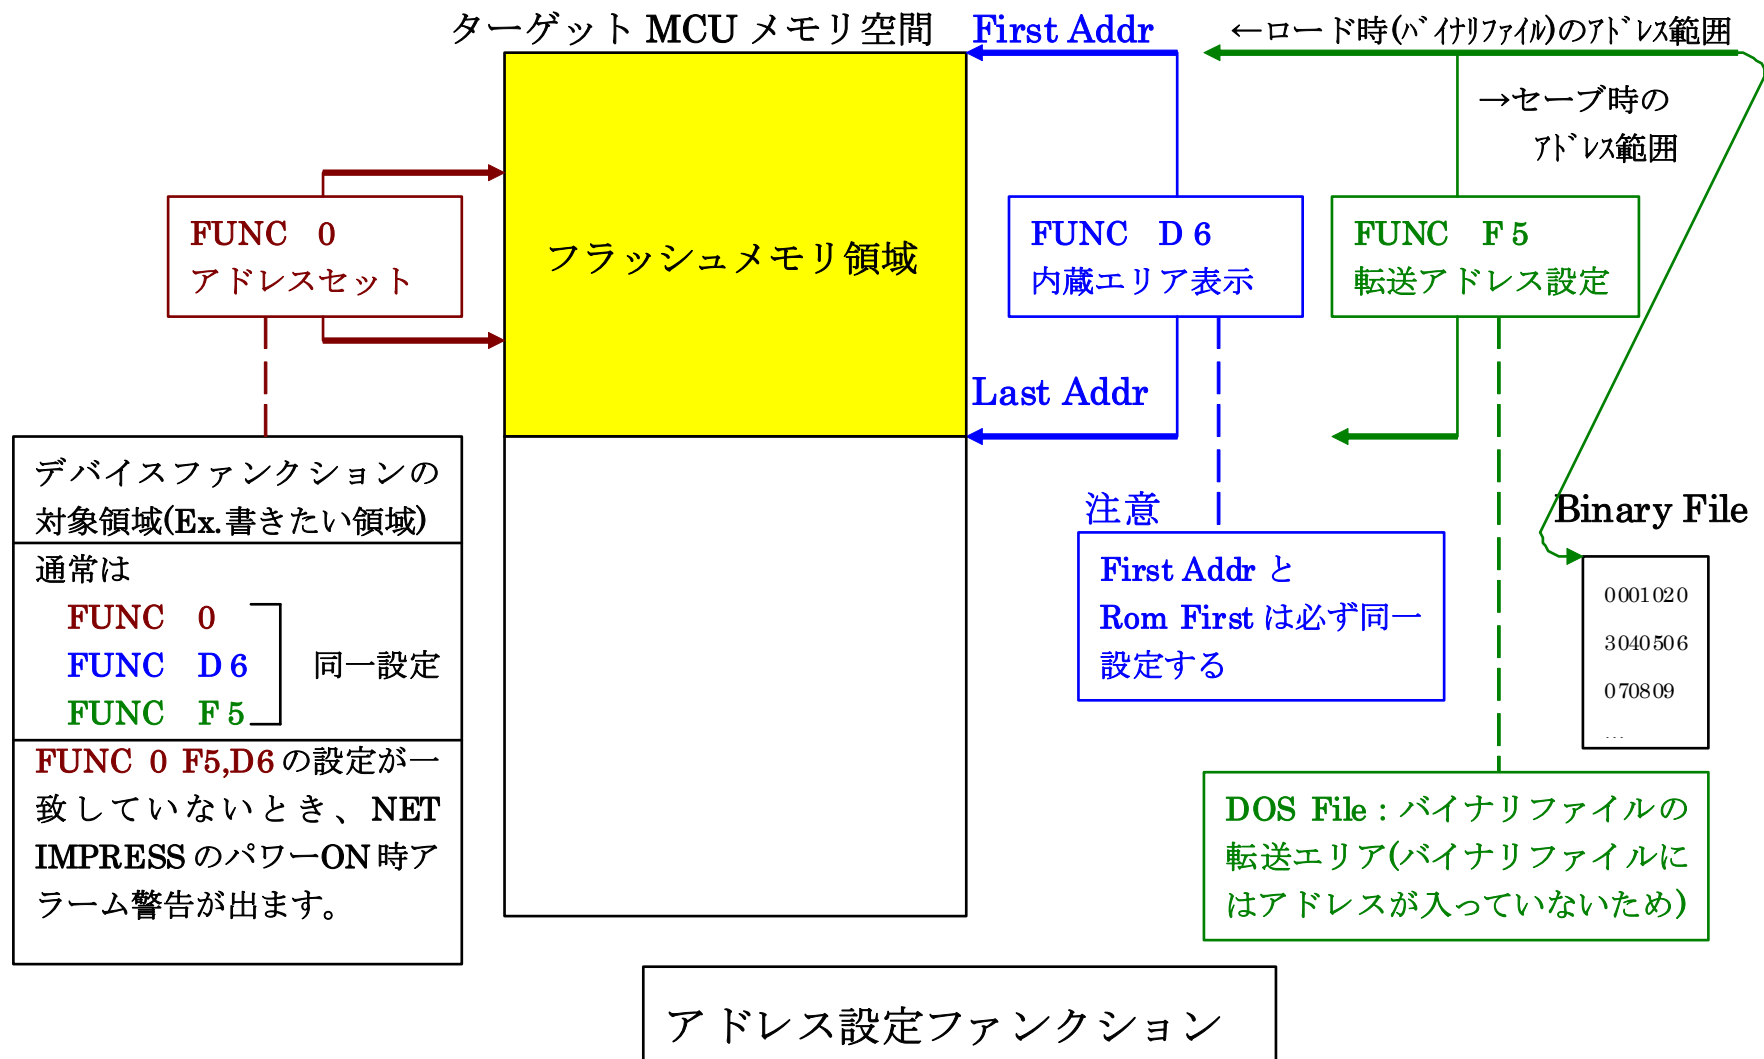 ターゲット MCU メモリ空間
First Addr
←ロード時(ﾊﾞｲﾅﾘﾌｧｲﾙ)のｱﾄﾞﾚｽ範囲
→セーブ時の
ｱﾄﾞﾚｽ範囲
FUNC 0
アドレスセット
フラッシュメモリ領域
FUNC D6
内蔵エリア表示
FUNC F5
転送アドレス設定
Last Addr
デバイスファンクションの
対象領域(Ex.書きたい領域)
通常は
FUNC 0
FUNC D6
FUNC F5
同一設定
FUNC 0 F5,D6 の設定が一
致していないとき、NET
IMPRESS のパワーON 時ア
ラーム警告が出ます。
注意
First Addr と
Rom First は必ず同一
設定する
Binary File
0001020
3040506
070809
…
DOS File : バイナリファイルの
転送エリア(バイナリファイルに
はアドレスが入っていないため)
アドレス設定ファンクション